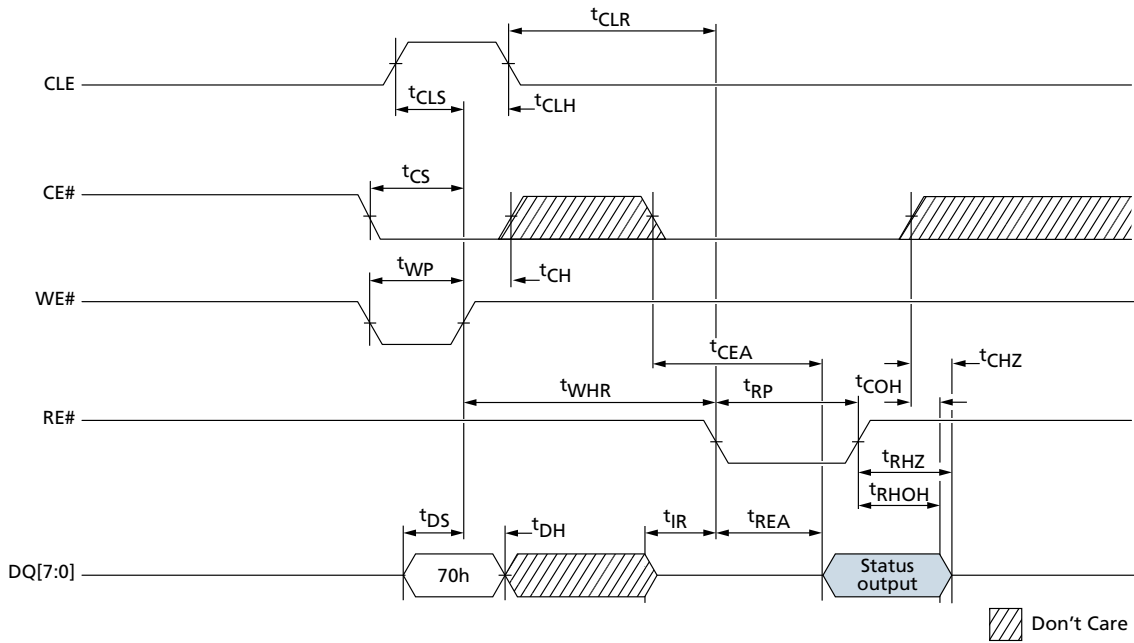 tCLR
CLE
tCLS
tCLH
tCS
CE#
tWP
tCH
WE#
tCEA
tCHZ
tCOH
tWHR
tRP
RE#
tRHZ
tRHOH
tDS
tDH
tIR
tREA
DQ[7:0]
70h
Status
output
Don't Care